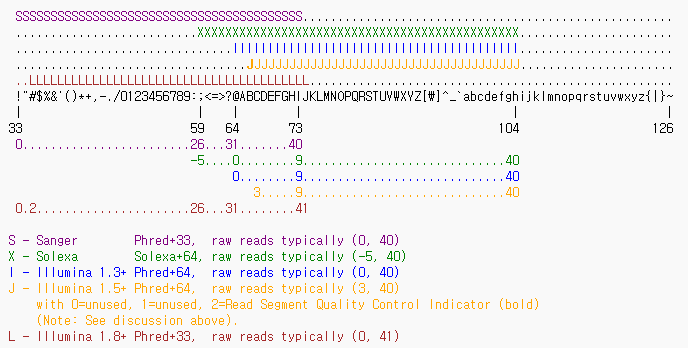 SSSSSSSSSSSSSSSSSSSSSSSSSSSSSSSSSSSSSSSSS.....................................................
..........................XXXXXXXXXXXXXXXXXXXXXXXXXXXXXXXXXXXXXXXXXXXXXX......................
...............................IIIIIIIIIIIIIIIIIIIIIIIIIIIIIIIIIIIIIIIII......................
.................................JJJJJJJJJJJJJJJJJJJJJJJJJJJJJJJJJJJJJJJ......................
..LLLLLLLLLLLLLLLLLLLLLLLLLLLLLLLLLLLLLLLL....................................................
!"#$%&'()*+,-./0123456789:;<=>?@ABCDEFGHIJKLMNOPQRSTUVWXYZ[₩]^_`abcdefghijklmnopqrstuvwxyz{|}~
| | | | | |
33 59 64 73 104 126
0........................26...31.......40
-5....0........9.............................40
0........9.............................40
3.....9.............................40
0.2......................26...31........41
S - Sanger Phred+33, raw reads typically (0, 40)
X - Solexa Solexa+64, raw reads typically (-5, 40)
I - Illumina 1.3+ Phred+64, raw reads typically (0, 40)
J - Illumina 1.5+ Phred+64, raw reads typically (3, 40)
with 0=unused, 1=unused, 2=Read Segment Quality Control Indicator (bold)
(Note: See discussion above).
L - Illumina 1.8+ Phred+33, raw reads typically (0, 41)